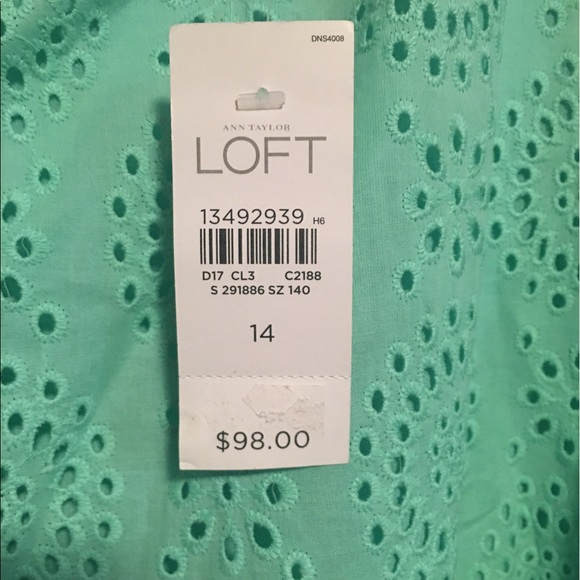 DNS4008
ANN TAYLOR
LOFT
13492939 H6
D17 CL3 C2188
S 291886 SZ 140
14
$98.00